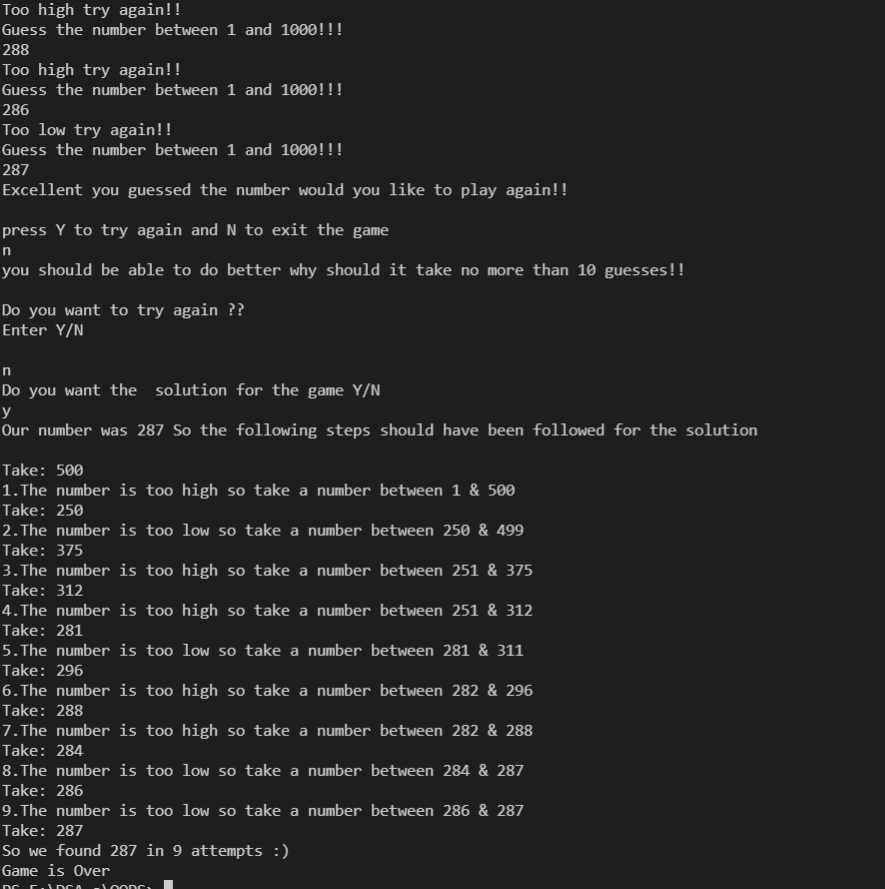 Too high try again!!
Guess the number between 1 and 1000!!!
288
Too high try again!!
Guess the number between 1 and 1000!!!
286
Too low try again!!
Guess the number between 1 and 1000!!!
287
Excellent you guessed the number would you like to play again!!
press Y to try again and N to exit the game
n
you should be able to do better why should it take no more than 10 guesses!!
Do you want to try again ??
Enter Y/N
n
Do you want the  solution for the game Y/N
y
Our number was 287 So the following steps should have been followed for the solution
Take: 500
1.The number is too high so take a number between 1 & 500
Take: 250
2.The number is too low so take a number between 250 & 499
Take: 375
3.The number is too high so take a number between 251 & 375
Take: 312
4.The number is too high so take a number between 251 & 312
Take: 281
5.The number is too low so take a number between 281 & 311
Take: 296
6.The number is too high so take a number between 282 & 296
Take: 288
7.The number is too high so take a number between 282 & 288
Take: 284
8.The number is too low so take a number between 284 & 287
Take: 286
9.The number is too low so take a number between 286 & 287
Take: 287
So we found 287 in 9 attempts :)
Game is Over